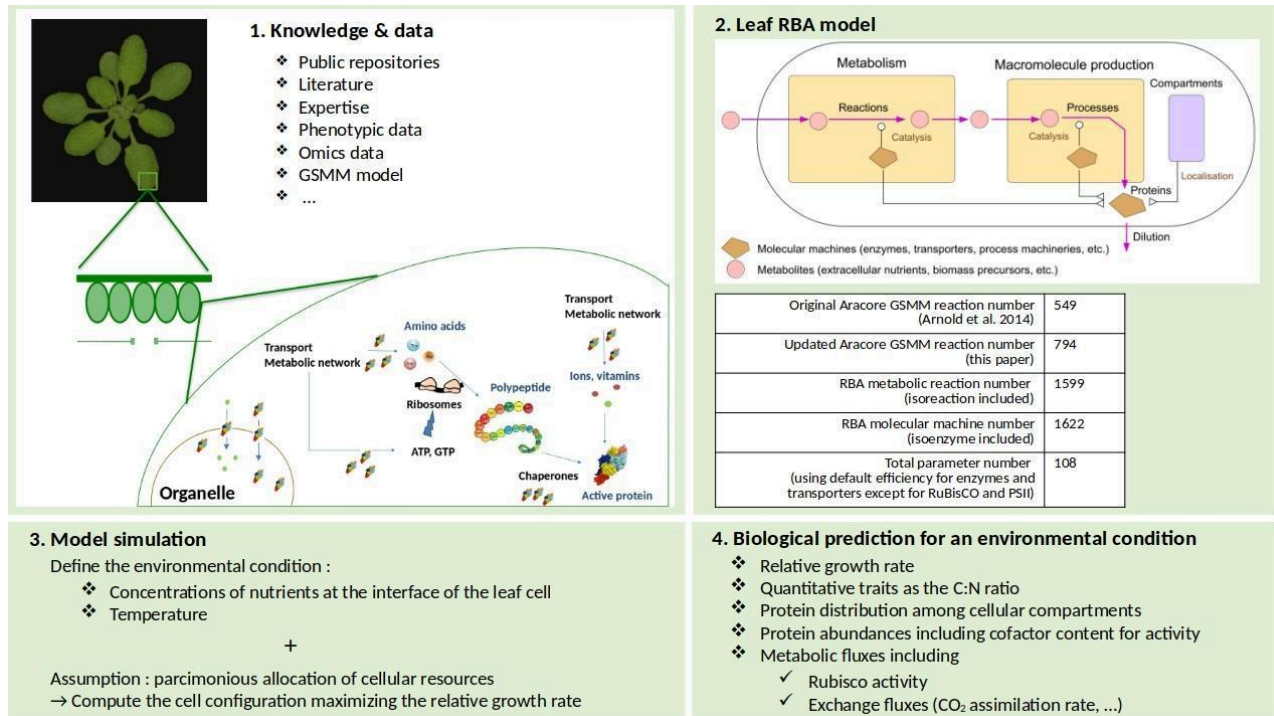 1. Knowledge & data
❖ Public repositories
❖ Literature
❖ Expertise
❖ Phenotypic data
❖ Omics data
❖ GSMM model
❖ ...
Transport
Metabolic network
Amino acids
Transport
Metabolic network
Ions, vitamins
Polypeptide
Ribosomes
ATP, GTP
Chaperones
Active protein
Organelle
2. Leaf RBA model
Metabolism
Macromolecule production
Compartments
Reactions
Processes
Catalysis
Catalysis
Localisation
Proteins
Dilution
Molecular machines (enzymes, transporters, process machineries, etc.)
Metabolites (extracellular nutrients, biomass precursors, etc.)
Original Aracore GSMM reaction number 549
(Arnold et al. 2014)
Updated Aracore GSMM reaction number 794
(this paper)
RBA metabolic reaction number 1599
(isoreaction included)
RBA molecular machine number 1622
(isoenzyme included)
Total parameter number 108
(using default efficiency for enzymes and
transporters except for RuBisCO and PSII)
3. Model simulation
Define the environmental condition :
❖ Concentrations of nutrients at the interface of the leaf cell
❖ Temperature
+
Assumption : parcimonious allocation of cellular resources
→ Compute the cell configuration maximizing the relative growth rate
4. Biological prediction for an environmental condition
❖ Relative growth rate
❖ Quantitative traits as the C:N ratio
❖ Protein distribution among cellular compartments
❖ Protein abundances including cofactor content for activity
❖ Metabolic fluxes including
✓ Rubisco activity
✓ Exchange fluxes (CO₂ assimilation rate, ...)